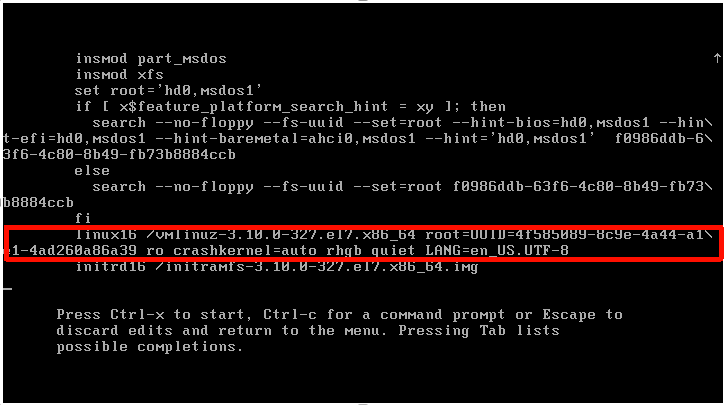 insmod part_msdos
insmod xfs
set root='hd0,msdos1'
if [ x$feature_platform_search_hint = xy ]; then
search --no-floppy --fs-uuid --set=root --hint-bios=hd0,msdos1 --hin\
t-efi=hd0,msdos1 --hint-baremetal=ahci0,msdos1 --hint='hd0,msdos1'  f0986ddb-6\
3f6-4c80-8b49-fb73b8884ccb
else
search --no-floppy --fs-uuid --set=root f0986ddb-63f6-4c80-8b49-fb73\
b8884ccb
fi
linux16 /vmlinuz-3.10.0-327.el7.x86_64 root=UUID=4f585089-8c9e-4a44-a1\
e1-4ad260a86a39 ro crashkernel=auto rhgb quiet LANG=en_US.UTF-8
initrd16 /initramfs-3.10.0-327.el7.x86_64.img
Press Ctrl-x to start, Ctrl-c for a command prompt or Escape to
discard edits and return to the menu. Pressing Tab lists
possible completions.